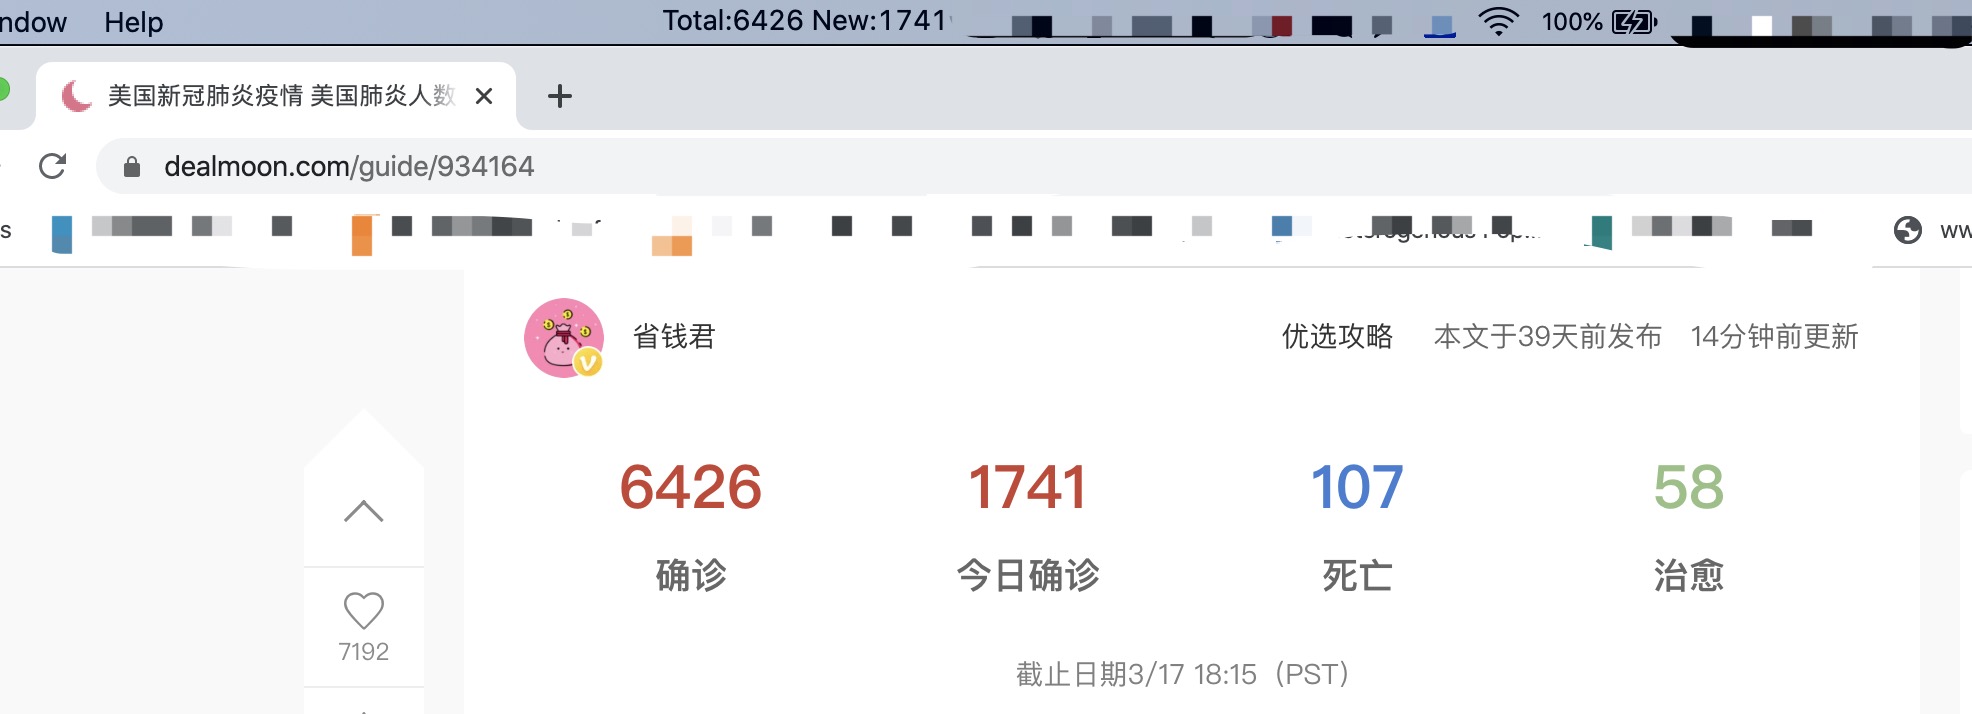 Help
Total:6426 New:1741
100%
美国新冠肺炎疫情 美国肺炎人数
dealmoon.com/guide/934164
省钱君
优选攻略 本文于39天前发布 14分钟前更新
6426 1741 107 58
确诊 今日确诊 死亡 治愈
7192
截止日期3/17 18:15（PST）